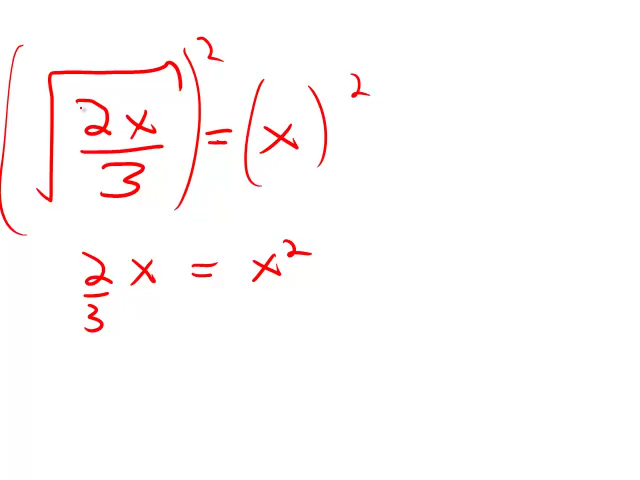 (√(2x/3))² = (x)²
2/3 x = x²